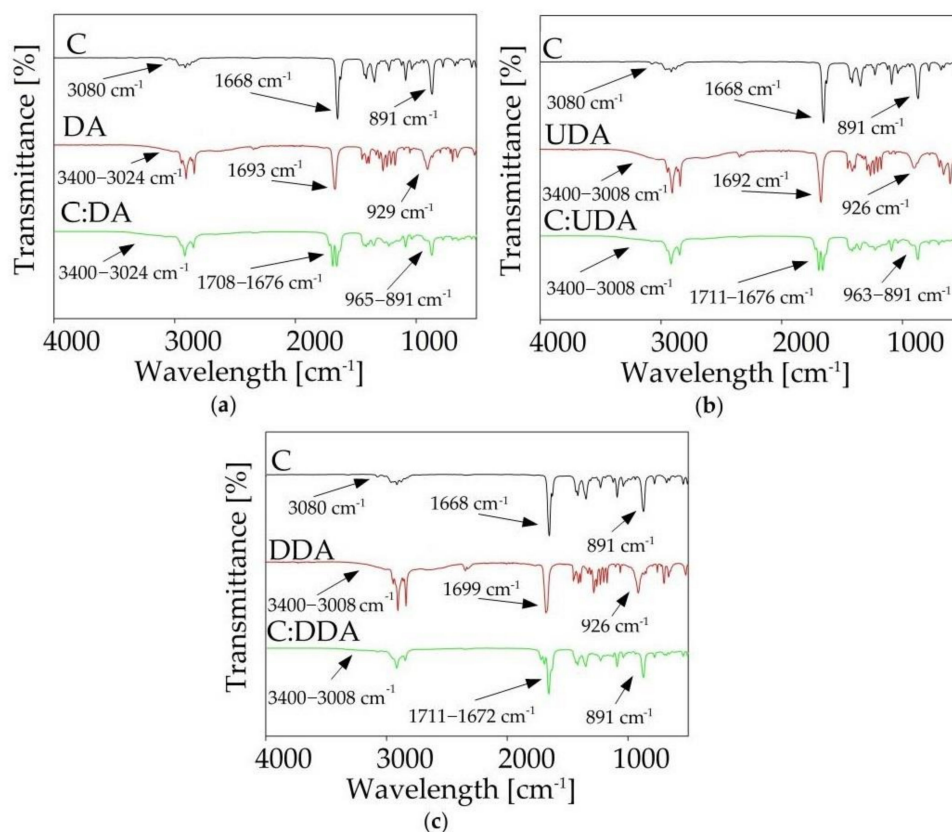 Transmittance [%]
C
3080 cm⁻¹
1668 cm⁻¹
891 cm⁻¹
DA
3400−3024 cm⁻¹
1693 cm⁻¹
929 cm⁻¹
C:DA
3400−3024 cm⁻¹
1708−1676 cm⁻¹
965−891 cm⁻¹
4000 3000 2000 1000
Wavelength [cm⁻¹]
(a)
Transmittance [%]
C
3080 cm⁻¹
1668 cm⁻¹
891 cm⁻¹
UDA
3400−3008 cm⁻¹
1692 cm⁻¹
926 cm⁻¹
C:UDA
3400−3008 cm⁻¹
1711−1676 cm⁻¹
963−891 cm⁻¹
4000 3000 2000 1000
Wavelength [cm⁻¹]
(b)
Transmittance [%]
C
3080 cm⁻¹
1668 cm⁻¹
891 cm⁻¹
DDA
3400−3008 cm⁻¹
1699 cm⁻¹
926 cm⁻¹
C:DDA
3400−3008 cm⁻¹
1711−1672 cm⁻¹
891 cm⁻¹
4000 3000 2000 1000
Wavelength [cm⁻¹]
(c)